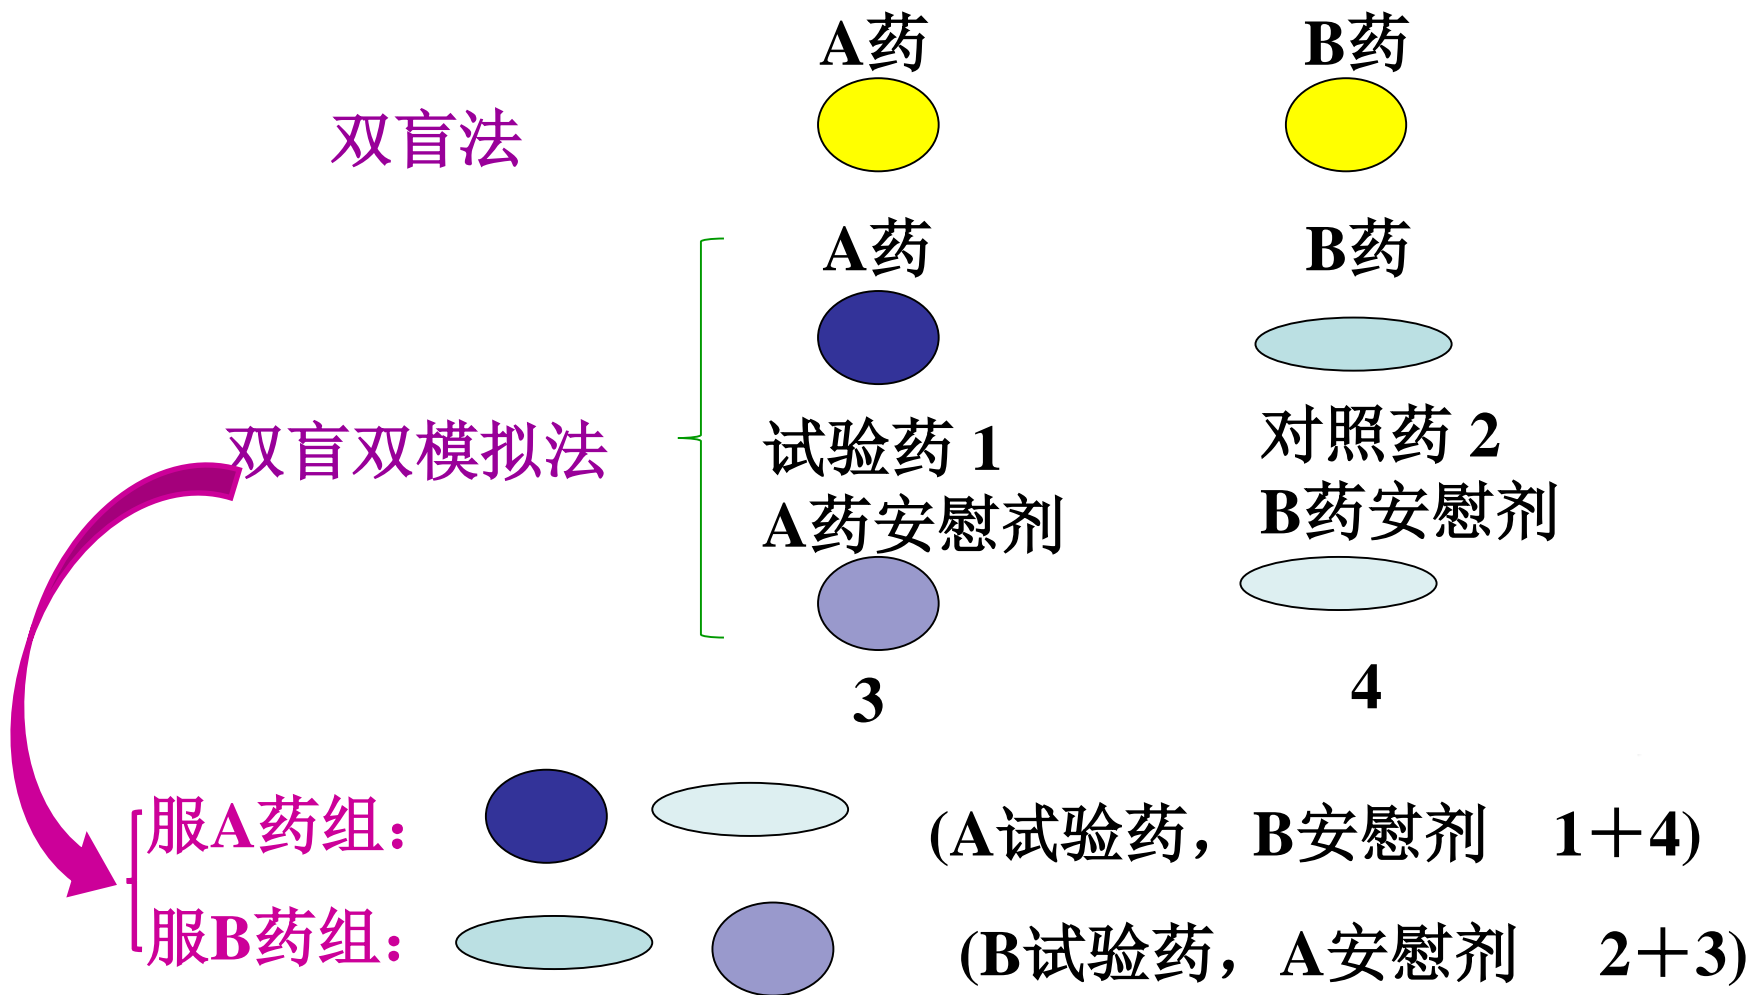 A药 B药
双盲法
A药 B药
双盲双模拟法
试验药 1 对照药 2
A药安慰剂 B药安慰剂
3 4
服A药组： (A试验药，B安慰剂 1＋4)
服B药组： (B试验药，A安慰剂 2＋3)